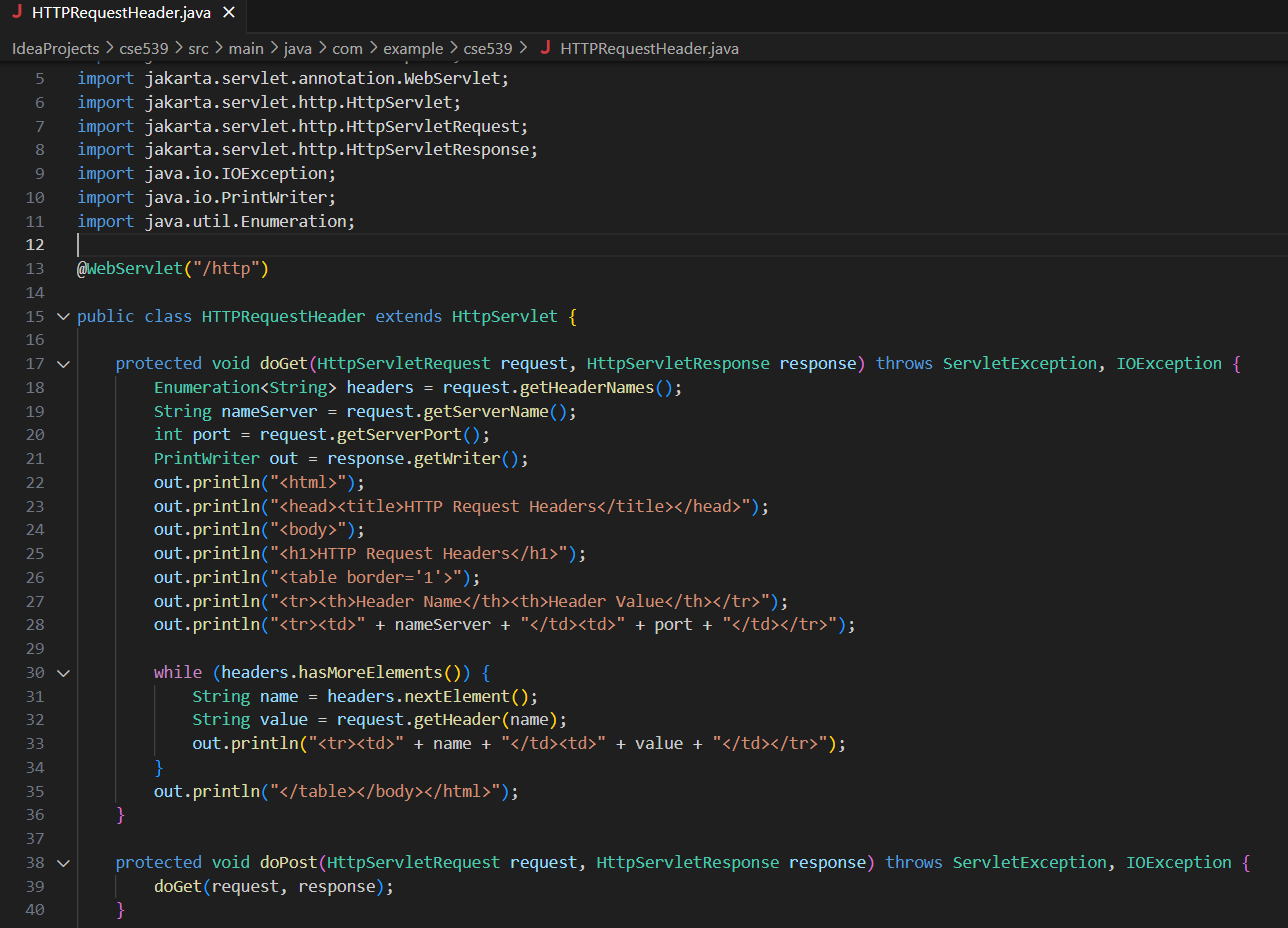 HTTPRequestHeader.java
IdeaProjects > cse539 > src > main > java > com > example > cse539 > HTTPRequestHeader.java
5 import jakarta.servlet.annotation.WebServlet;
6 import jakarta.servlet.http.HttpServlet;
7 import jakarta.servlet.http.HttpServletRequest;
8 import jakarta.servlet.http.HttpServletResponse;
9 import java.io.IOException;
10 import java.io.PrintWriter;
11 import java.util.Enumeration;
12
13 @WebServlet("/http")
14
15 public class HTTPRequestHeader extends HttpServlet {
16
17     protected void doGet(HttpServletRequest request, HttpServletResponse response) throws ServletException, IOException {
18         Enumeration<String> headers = request.getHeaderNames();
19         String nameServer = request.getServerName();
20         int port = request.getServerPort();
21         PrintWriter out = response.getWriter();
22         out.println("<html>");
23         out.println("<head><title>HTTP Request Headers</title></head>");
24         out.println("<body>");
25         out.println("<h1>HTTP Request Headers</h1>");
26         out.println("<table border='1'>");
27         out.println("<tr><th>Header Name</th><th>Header Value</th></tr>");
28         out.println("<tr><td>" + nameServer + "</td><td>" + port + "</td></tr>");
29
30         while (headers.hasMoreElements()) {
31             String name = headers.nextElement();
32             String value = request.getHeader(name);
33             out.println("<tr><td>" + name + "</td><td>" + value + "</td></tr>");
34         }
35         out.println("</table></body></html>");
36     }
37
38     protected void doPost(HttpServletRequest request, HttpServletResponse response) throws ServletException, IOException {
39         doGet(request, response);
40     }